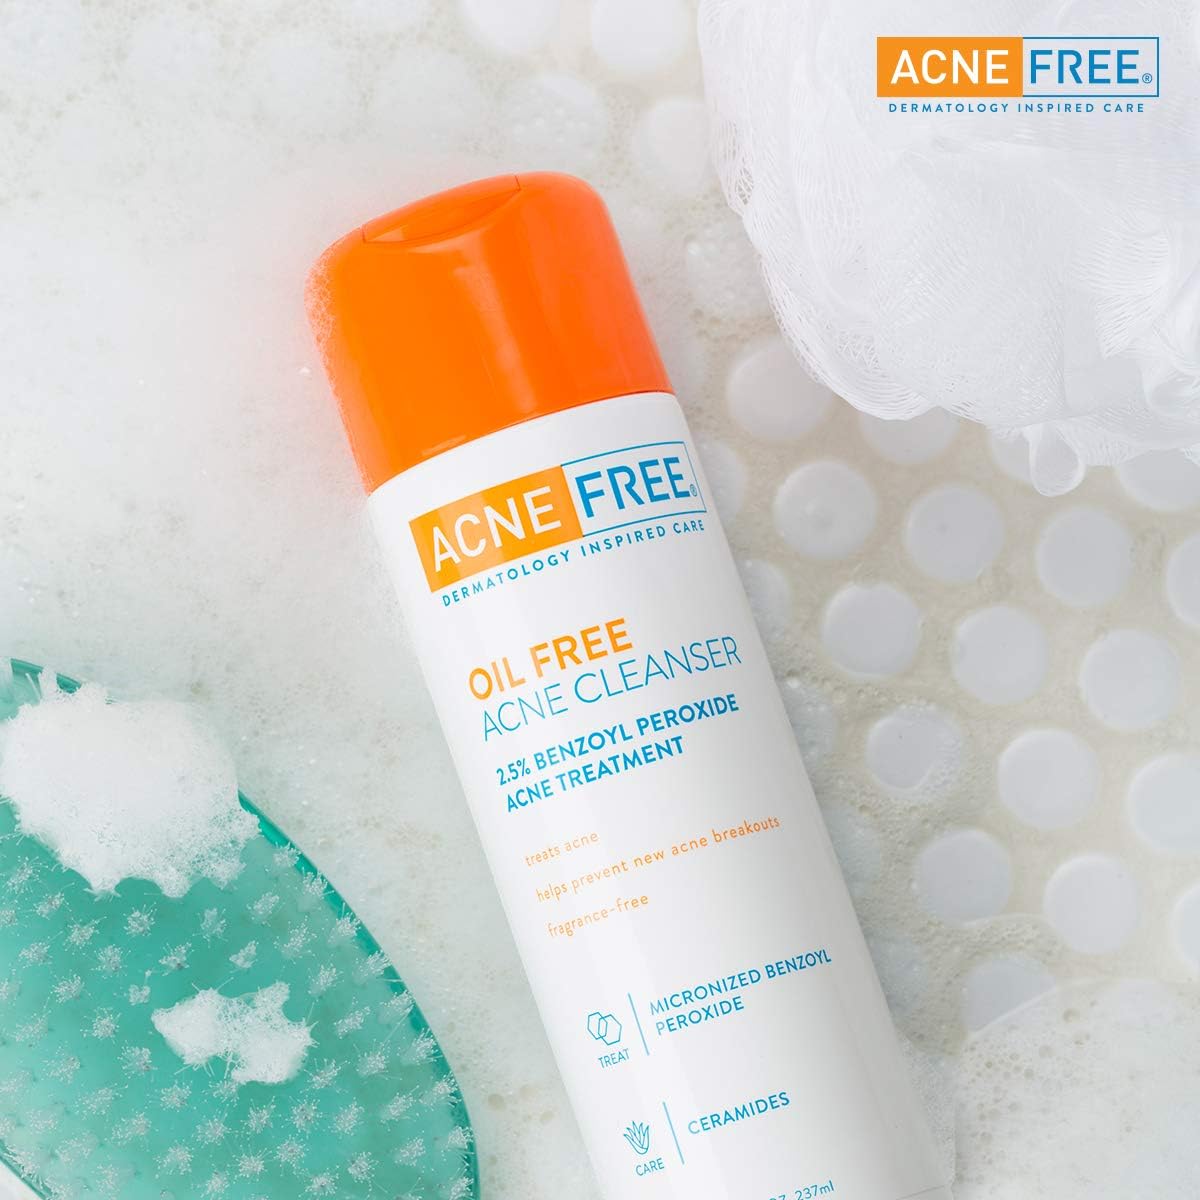 ACNE FREE®
DERMATOLOGY INSPIRED CARE
ACNE FREE®
DERMATOLOGY INSPIRED CARE
OIL FREE
ACNE CLEANSER
2.5% BENZOYL PEROXIDE
ACNE TREATMENT
treats acne
helps prevent new acne breakouts
fragrance-free
TREAT
MICRONIZED BENZOYL
PEROXIDE
CARE
CERAMIDES
237ml